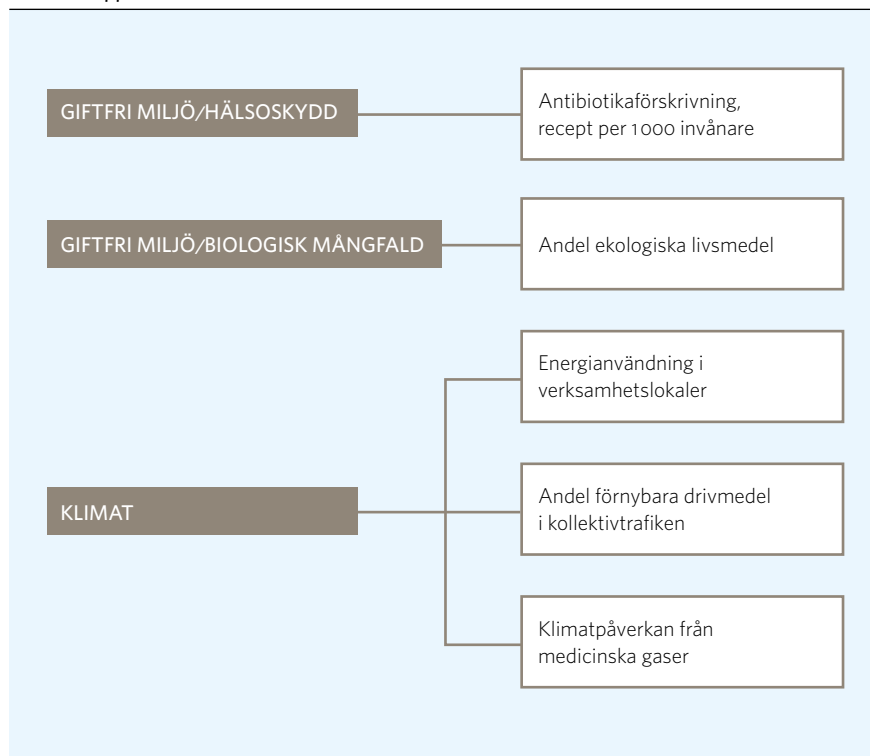 GIFTFRI MILJÖ/HÄLSOSKYDD
Antibiotikaförskrivning,
recept per 1000 invånare
GIFTFRI MILJÖ/BIOLOGISK MÅNGFALD
Andel ekologiska livsmedel
Energianvändning i
verksamhetslokaler
KLIMAT
Andel förnybara drivmedel
i kollektivtrafiken
Klimatpåverkan från
medicinska gaser